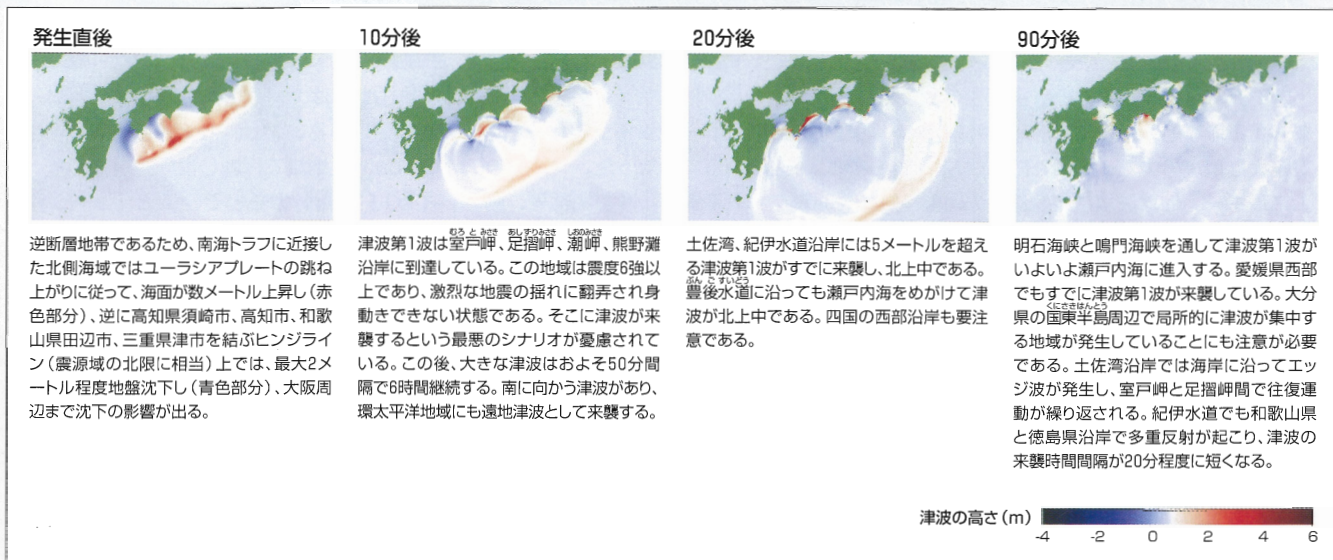 発生直後
逆断層地帯であるため、南海トラフに近接し
た北側海域ではユーラシアプレートの跳ね
上がりに従って、海面が数メートル上昇し（赤
色部分）、逆に高知県須崎市、高知市、和歌
山県田辺市、三重県津市を結ぶヒンジライ
ン（震源域の北限に相当）上では、最大2メ
ートル程度地盤沈下し（青色部分）、大阪周
辺まで沈下の影響が出る。
10分後
むろとみさき あしずりみさき しおのみさき
津波第1波は室戸岬、足摺岬、潮岬、熊野灘
沿岸に到達している。この地域は震度6強以
上であり、激烈な地震の揺れに翻弄され身
動きできない状態である。そこに津波が来
襲するという最悪のシナリオが憂慮されて
いる。この後、大きな津波はおよそ50分間
隔で6時間継続する。南に向かう津波があり、
環太平洋地域にも遠地津波として来襲する。
20分後
土佐湾、紀伊水道沿岸には5メートルを超え
る津波第1波がすでに来襲し、北上中である。
ぶんごすいどう
豊後水道に沿っても瀬戸内海をめがけて津
波が北上中である。四国の西部沿岸も要注
意である。
90分後
明石海峡と鳴門海峡を通して津波第1波が
いよいよ瀬戸内海に進入する。愛媛県西部
でもすでに津波第1波が来襲している。大分
くにさきはんとう
県の国東半島周辺で局所的に津波が集中す
る地域が発生していることにも注意が必要
である。土佐湾沿岸では海岸に沿ってエッ
ジ波が発生し、室戸岬と足摺岬間で往復運
動が繰り返される。紀伊水道でも和歌山県
と徳島県沿岸で多重反射が起こり、津波の
来襲時間間隔が20分程度に短くなる。
津波の高さ（m）
-4 -2 0 2 4 6